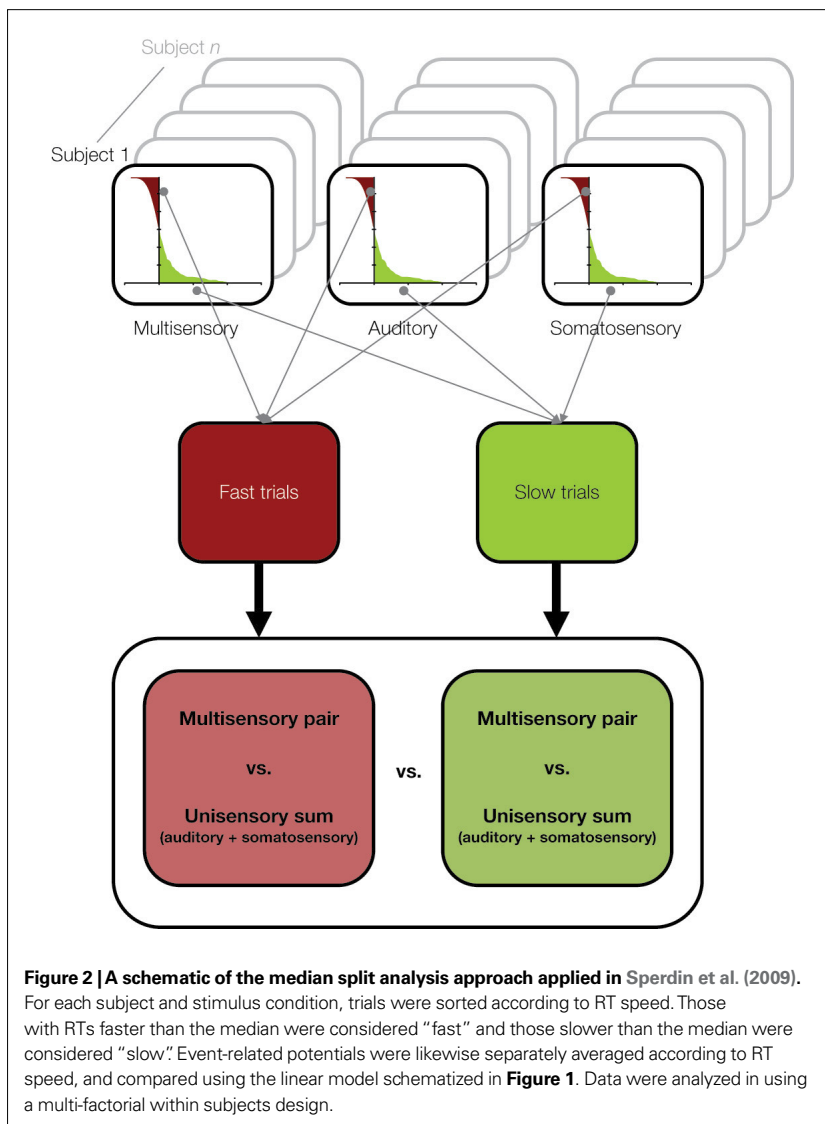 Subject n
Subject 1
Multisensory
Auditory
Somatosensory
Fast trials
Slow trials
Multisensory pair
vs.
Unisensory sum
(auditory + somatosensory)
vs.
Multisensory pair
vs.
Unisensory sum
(auditory + somatosensory)
Figure 2 | A schematic of the median split analysis approach applied in Sperdin et al. (2009).
For each subject and stimulus condition, trials were sorted according to RT speed. Those
with RTs faster than the median were considered “fast” and those slower than the median were
considered “slow”. Event-related potentials were likewise separately averaged according to RT
speed, and compared using the linear model schematized in Figure 1. Data were analyzed in using
a multi-factorial within subjects design.